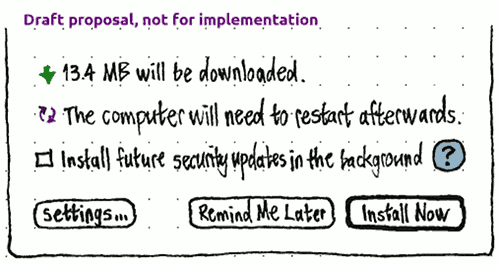 Draft proposal, not for implementation
13.4 MB will be downloaded.
The computer will need to restart afterwards.
Install future security updates in the background ?
Settings... Remind Me Later Install Now